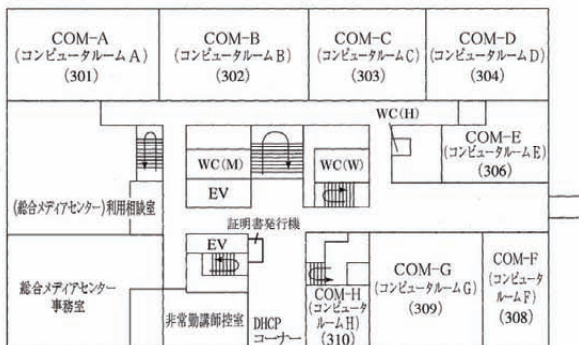 COM-A
(コンピュータルームA)
(301)
COM-B
(コンピュータルームB)
(302)
COM-C
(コンピュータルームC)
(303)
COM-D
(コンピュータルームD)
(304)
WC(H)
COM-E
(コンピュータルームE)
(306)
WC(M)
WC(W)
EV
(総合メディアセンター)利用相談室
証明書発行機
EV
総合メディアセンター
事務室
非常勤講師控室
DHCP
コーナー
COM-H
(コンピュータ
ルームH)
(310)
COM-G
(コンピュータルームG)
(309)
COM-F
(コンピュータ
ルームF)
(308)